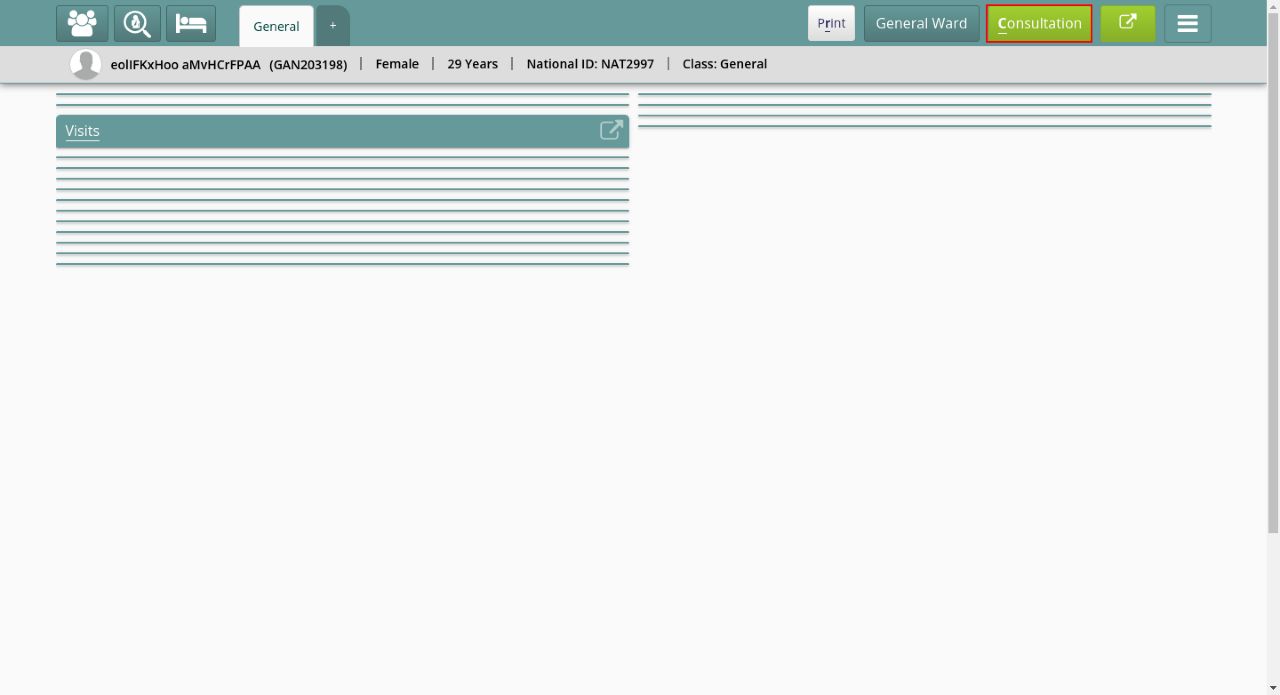 General + Print General Ward Consultation
eolIFKxHoo aMvHCrFPAA (GAN203198) | Female | 29 Years | National ID: NAT2997 | Class: General
Visits